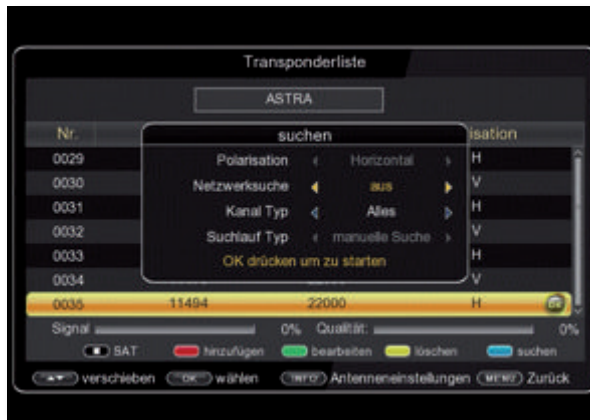 Transponderliste
ASTRA
Nr. isation
suchen
0029 Polarisation Horizontal H
0030 Netzwerksuche aus V
0031 Kanal Typ Alles H
0032 Suchlauf Typ manuelle Suche V
0033 OK drücken um zu starten H
0034 V
0035 11494 22000 H
Signal 0% Qualität: 0%
SAT hinzufügen bearbeiten löschen suchen
verschieben OK wählen INFO Antenneneinstellungen MENU Zurück